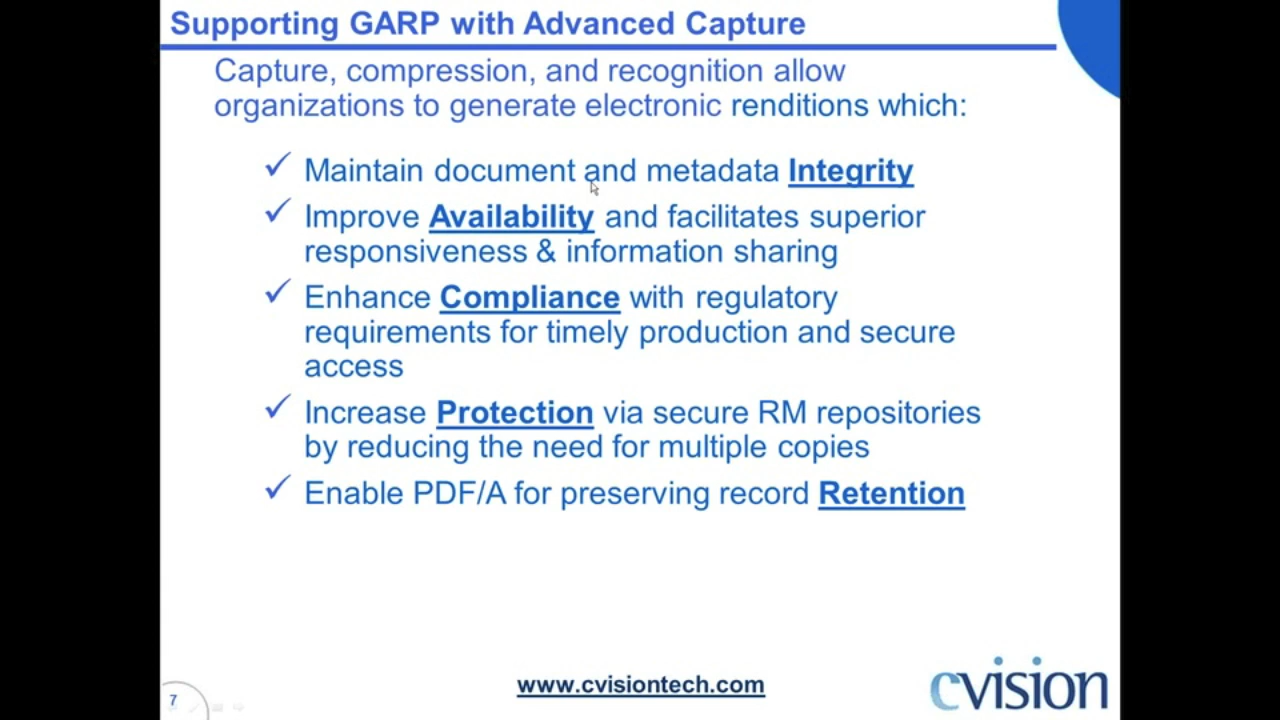 Supporting GARP with Advanced Capture
Capture, compression, and recognition allow
organizations to generate electronic renditions which:
Maintain document and metadata Integrity
Improve Availability and facilitates superior
responsiveness & information sharing
Enhance Compliance with regulatory
requirements for timely production and secure
access
Increase Protection via secure RM repositories
by reducing the need for multiple copies
Enable PDF/A for preserving record Retention
www.cvisiontech.com
cvision
7